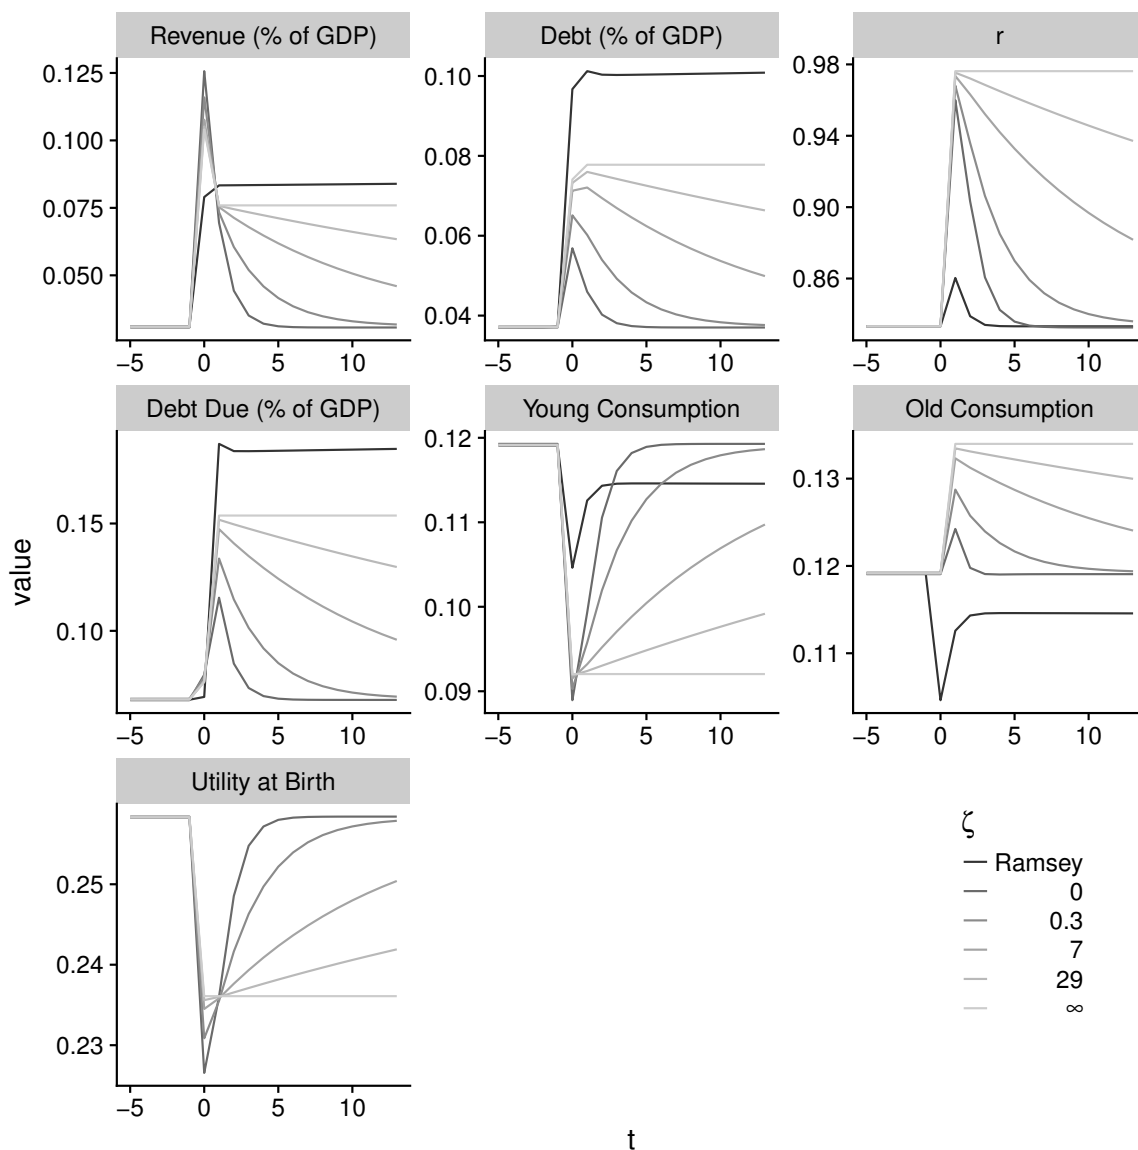 Revenue (% of GDP)
0.125
0.100
0.075
0.050
−5 0 5 10
Debt (% of GDP)
0.10
0.08
0.06
0.04
−5 0 5 10
r
0.98
0.94
0.90
0.86
−5 0 5 10
Debt Due (% of GDP)
0.15
0.10
−5 0 5 10
Young Consumption
0.12
0.11
0.10
0.09
−5 0 5 10
Old Consumption
0.13
0.12
0.11
−5 0 5 10
value
Utility at Birth
0.25
0.24
0.23
−5 0 5 10
ζ
Ramsey
0
0.3
7
29
∞
t